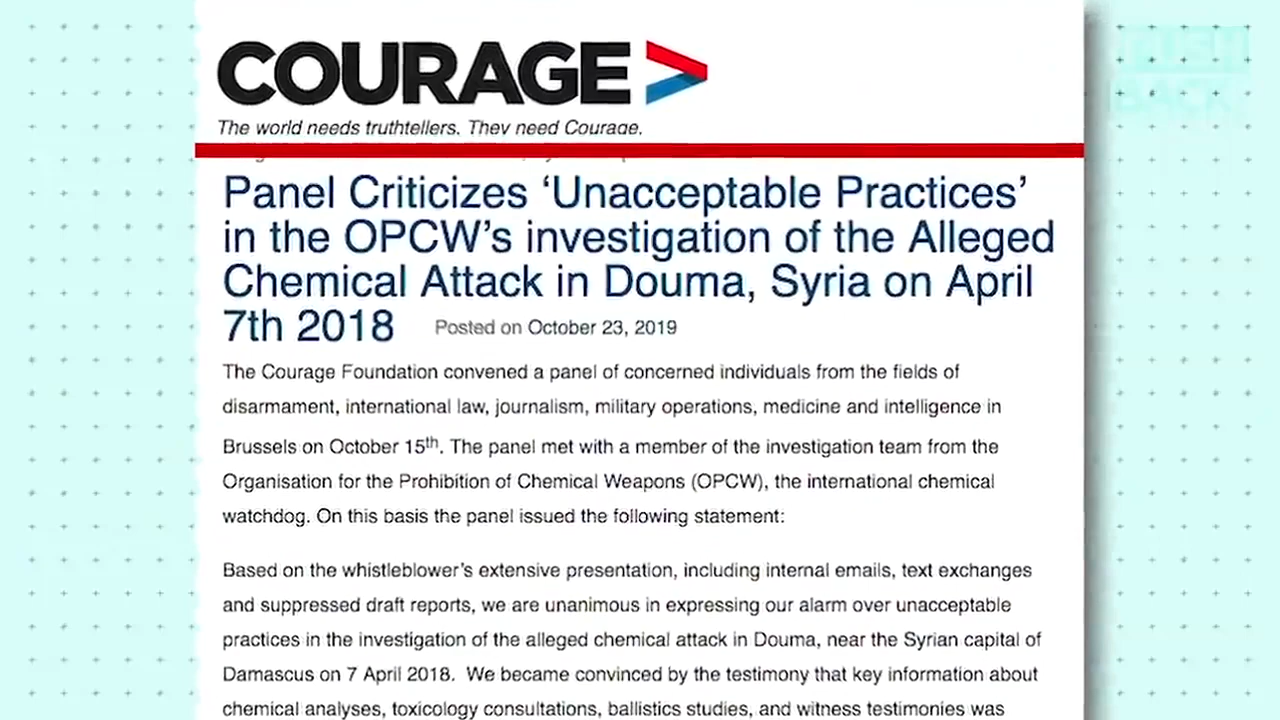 COURAGE
The world needs truthtellers. They need Courage.
Panel Criticizes ‘Unacceptable Practices’
in the OPCW’s investigation of the Alleged
Chemical Attack in Douma, Syria on April
7th 2018 Posted on October 23, 2019
The Courage Foundation convened a panel of concerned individuals from the fields of
disarmament, international law, journalism, military operations, medicine and intelligence in
Brussels on October 15th. The panel met with a member of the investigation team from the
Organisation for the Prohibition of Chemical Weapons (OPCW), the international chemical
watchdog. On this basis the panel issued the following statement:
Based on the whistleblower’s extensive presentation, including internal emails, text exchanges
and suppressed draft reports, we are unanimous in expressing our alarm over unacceptable
practices in the investigation of the alleged chemical attack in Douma, near the Syrian capital of
Damascus on 7 April 2018. We became convinced by the testimony that key information about
chemical analyses, toxicology consultations, ballistics studies, and witness testimonies was